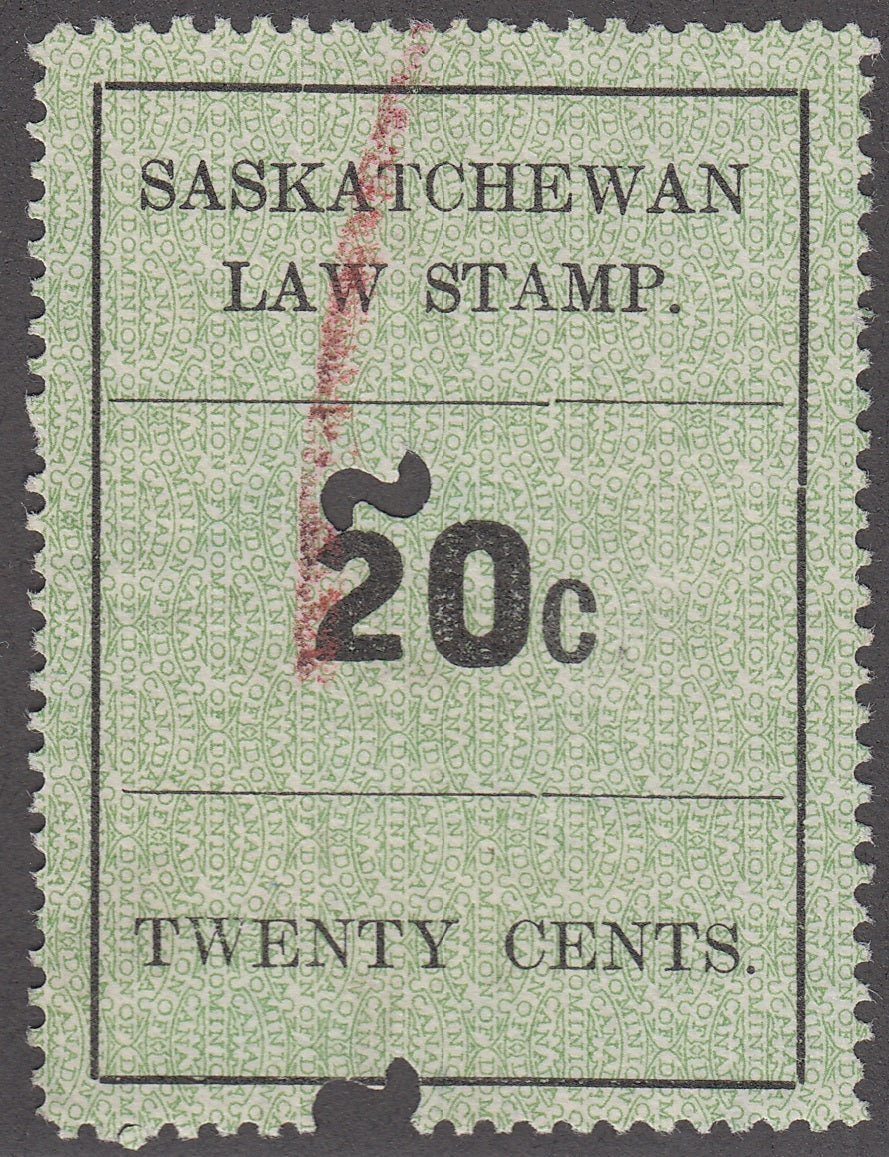 SASKATCHEWAN
LAW STAMP.
20c
TWENTY CENTS.